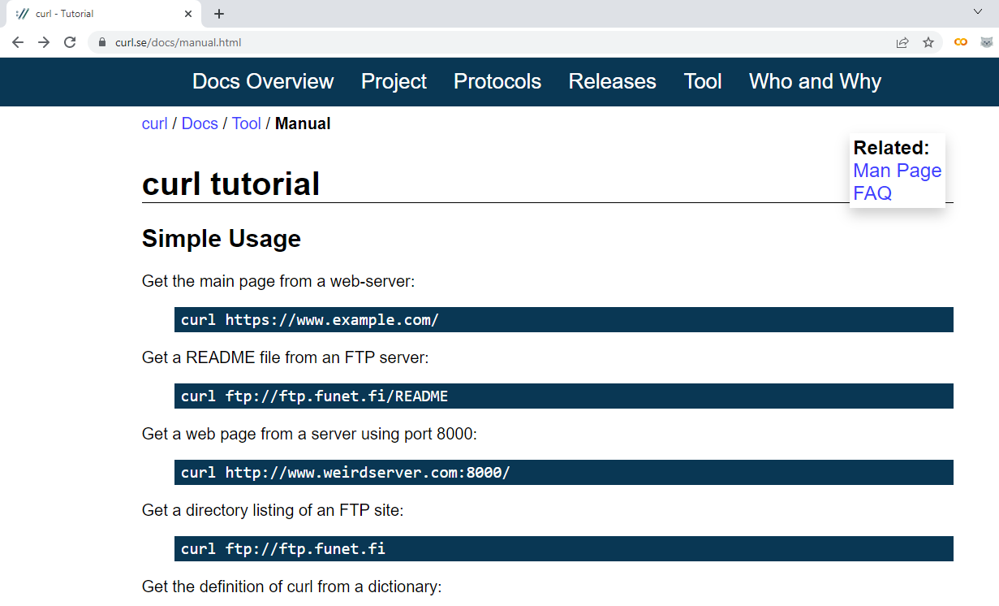 curl - Tutorial
curl.se/docs/manual.html
Docs Overview Project Protocols Releases Tool Who and Why
curl / Docs / Tool / Manual
Related:
Man Page
FAQ
curl tutorial
Simple Usage
Get the main page from a web-server:
curl https://www.example.com/
Get a README file from an FTP server:
curl ftp://ftp.funet.fi/README
Get a web page from a server using port 8000:
curl http://www.weirdserver.com:8000/
Get a directory listing of an FTP site:
curl ftp://ftp.funet.fi
Get the definition of curl from a dictionary: